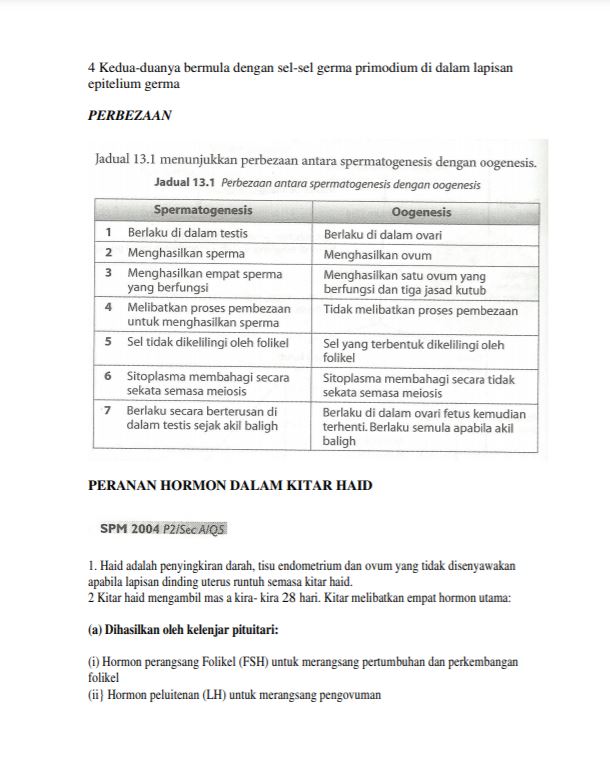 4 Kedua-duanya bermula dengan sel-sel germa primodium di dalam lapisan
epitelium germa
PERBEZAAN
Jadual 13.1 menunjukkan perbezaan antara spermatogenesis dengan oogenesis.
Jadual 13.1 Perbezaan antara spermatogenesis dengan oogenesis
Spermatogenesis Oogenesis
1 Berlaku di dalam testis Berlaku di dalam ovari
2 Menghasilkan sperma Menghasilkan ovum
3 Menghasilkan empat sperma Menghasilkan satu ovum yang
yang berfungsi berfungsi dan tiga jasad kutub
4 Melibatkan proses pembezaan Tidak melibatkan proses pembezaan
untuk menghasilkan sperma
5 Sel tidak dikelilingi oleh folikel Sel yang terbentuk dikelilingi oleh
folikel
6 Sitoplasma membahagi secara Sitoplasma membahagi secara tidak
sekata semasa meiosis sekata semasa meiosis
7 Berlaku secara berterusan di Berlaku di dalam ovari fetus kemudian
dalam testis sejak akil baligh terhenti. Berlaku semula apabila akil
baligh
PERANAN HORMON DALAM KITAR HAID
SPM 2004 P2/Sec A/Q5
1. Haid adalah penyingkiran darah, tisu endometrium dan ovum yang tidak disenyawakan
apabila lapisan dinding uterus runtuh semasa kitar haid.
2 Kitar haid mengambil mas a kira- kira 28 hari. Kitar melibatkan empat hormon utama:
(a) Dihasilkan oleh kelenjar pituitari:
(i) Hormon perangsang Folikel (FSH) untuk merangsang pertumbuhan dan perkembangan
folikel
(ii} Hormon peluitenan (LH) untuk merangsang pengovuman